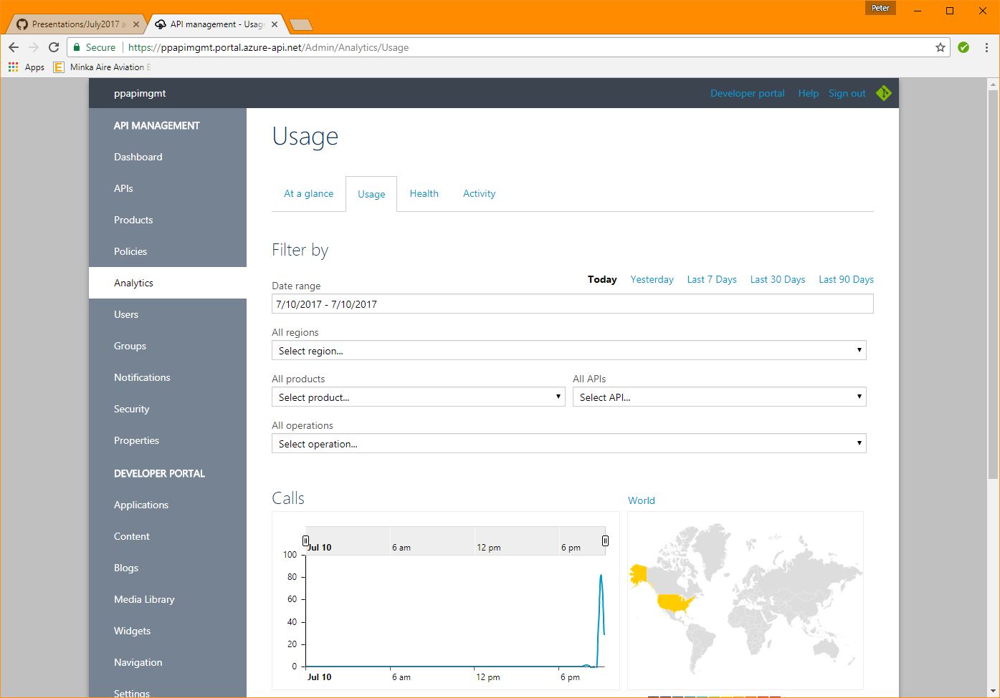 Peter
Presentations/July2017 a
API management - Usag
Secure
https://ppapimgmt.portal.azure-api.net/Admin/Analytics/Usage
Apps
E
Minka Aire Aviation
ppapimgmt
Developer portal
Help
Sign out
API MANAGEMENT
Dashboard
APIs
Products
Policies
Analytics
Users
Groups
Notifications
Security
Properties
DEVELOPER PORTAL
Applications
Content
Blogs
Media Library
Widgets
Navigation
Settings
Usage
At a glance
Usage
Health
Activity
Filter by
Today
Yesterday
Last 7 Days
Last 30 Days
Last 90 Days
Date range
7/10/2017 - 7/10/2017
All regions
Select region...
All products
All APIs
Select product...
Select API...
All operations
Select operation...
Calls
World
Jul 10
6 am
12 pm
6 pm
100
80
60
40
20
0
Jul 10
6 am
12 pm
6 pm